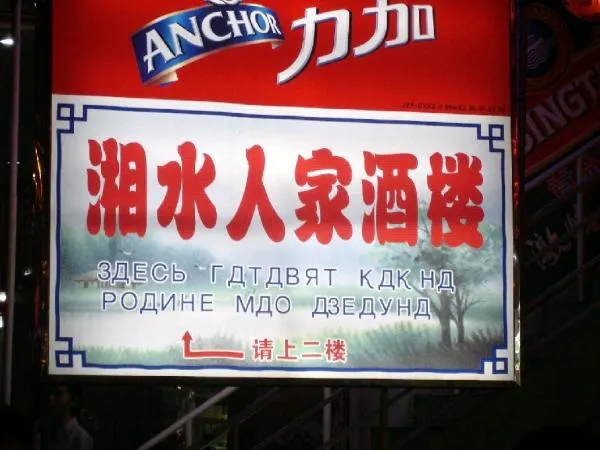 ANCHOR 力加
湘水人家酒楼
ЗДЕСЬ ГДТДВЯТ КДК НД
РОДИНЕ МДО ДЗЕДУНД
请上二楼